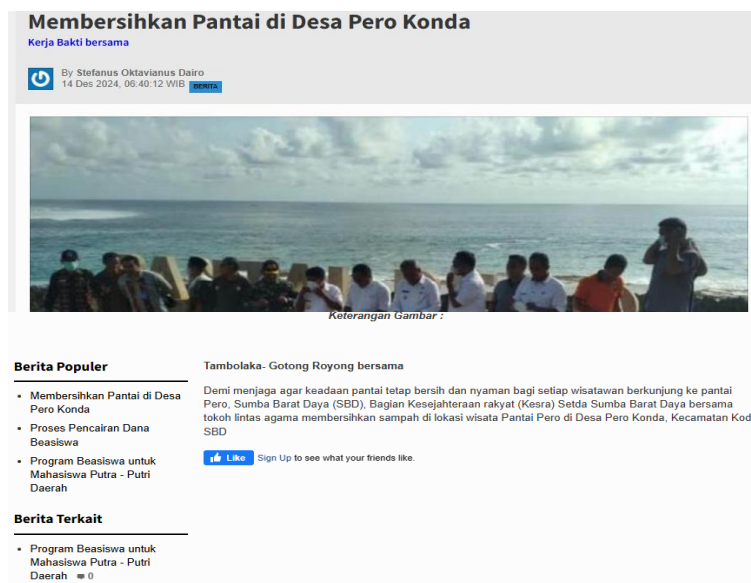 Membersihkan Pantai di Desa Pero Konda
Kerja Bakti bersama
By Stefanus Oktavianus Dairo
14 Des 2024, 06:40:12 WIB BERITA
Keterangan Gambar :
Berita Populer
• Membersihkan Pantai di Desa
Pero Konda
• Proses Pencairan Dana
Beasiswa
• Program Beasiswa untuk
Mahasiswa Putra - Putri
Daerah
Berita Terkait
• Program Beasiswa untuk
Mahasiswa Putra - Putri
Daerah 0
Tambolaka- Gotong Royong bersama
Demi menjaga agar keadaan pantai tetap bersih dan nyaman bagi setiap wisatawan berkunjung ke pantai
Pero, Sumba Barat Daya (SBD), Bagian Kesejahteraan rakyat (Kesra) Setda Sumba Barat Daya bersama
tokoh lintas agama membersihkan sampah di lokasi wisata Pantai Pero di Desa Pero Konda, Kecamatan Kod
SBD
Like Sign Up to see what your friends like.